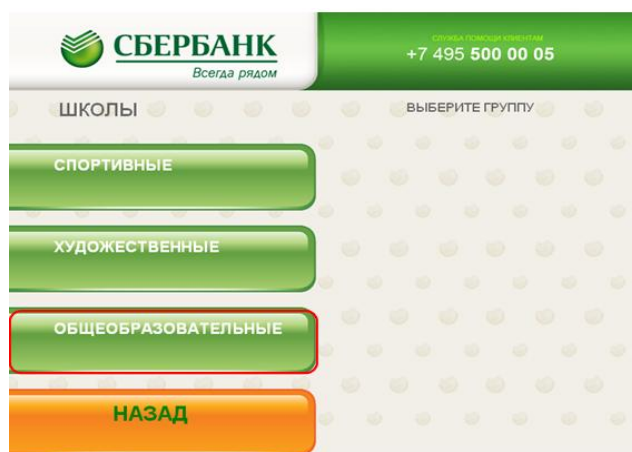 СБЕРБАНК
Всегда рядом
СЛУЖБА ПОМОЩИ КЛИЕНТАМ
+7 495 500 00 05
ШКОЛЫ
ВЫБЕРИТЕ ГРУППУ
СПОРТИВНЫЕ
ХУДОЖЕСТВЕННЫЕ
ОБЩЕОБРАЗОВАТЕЛЬНЫЕ
НАЗАД